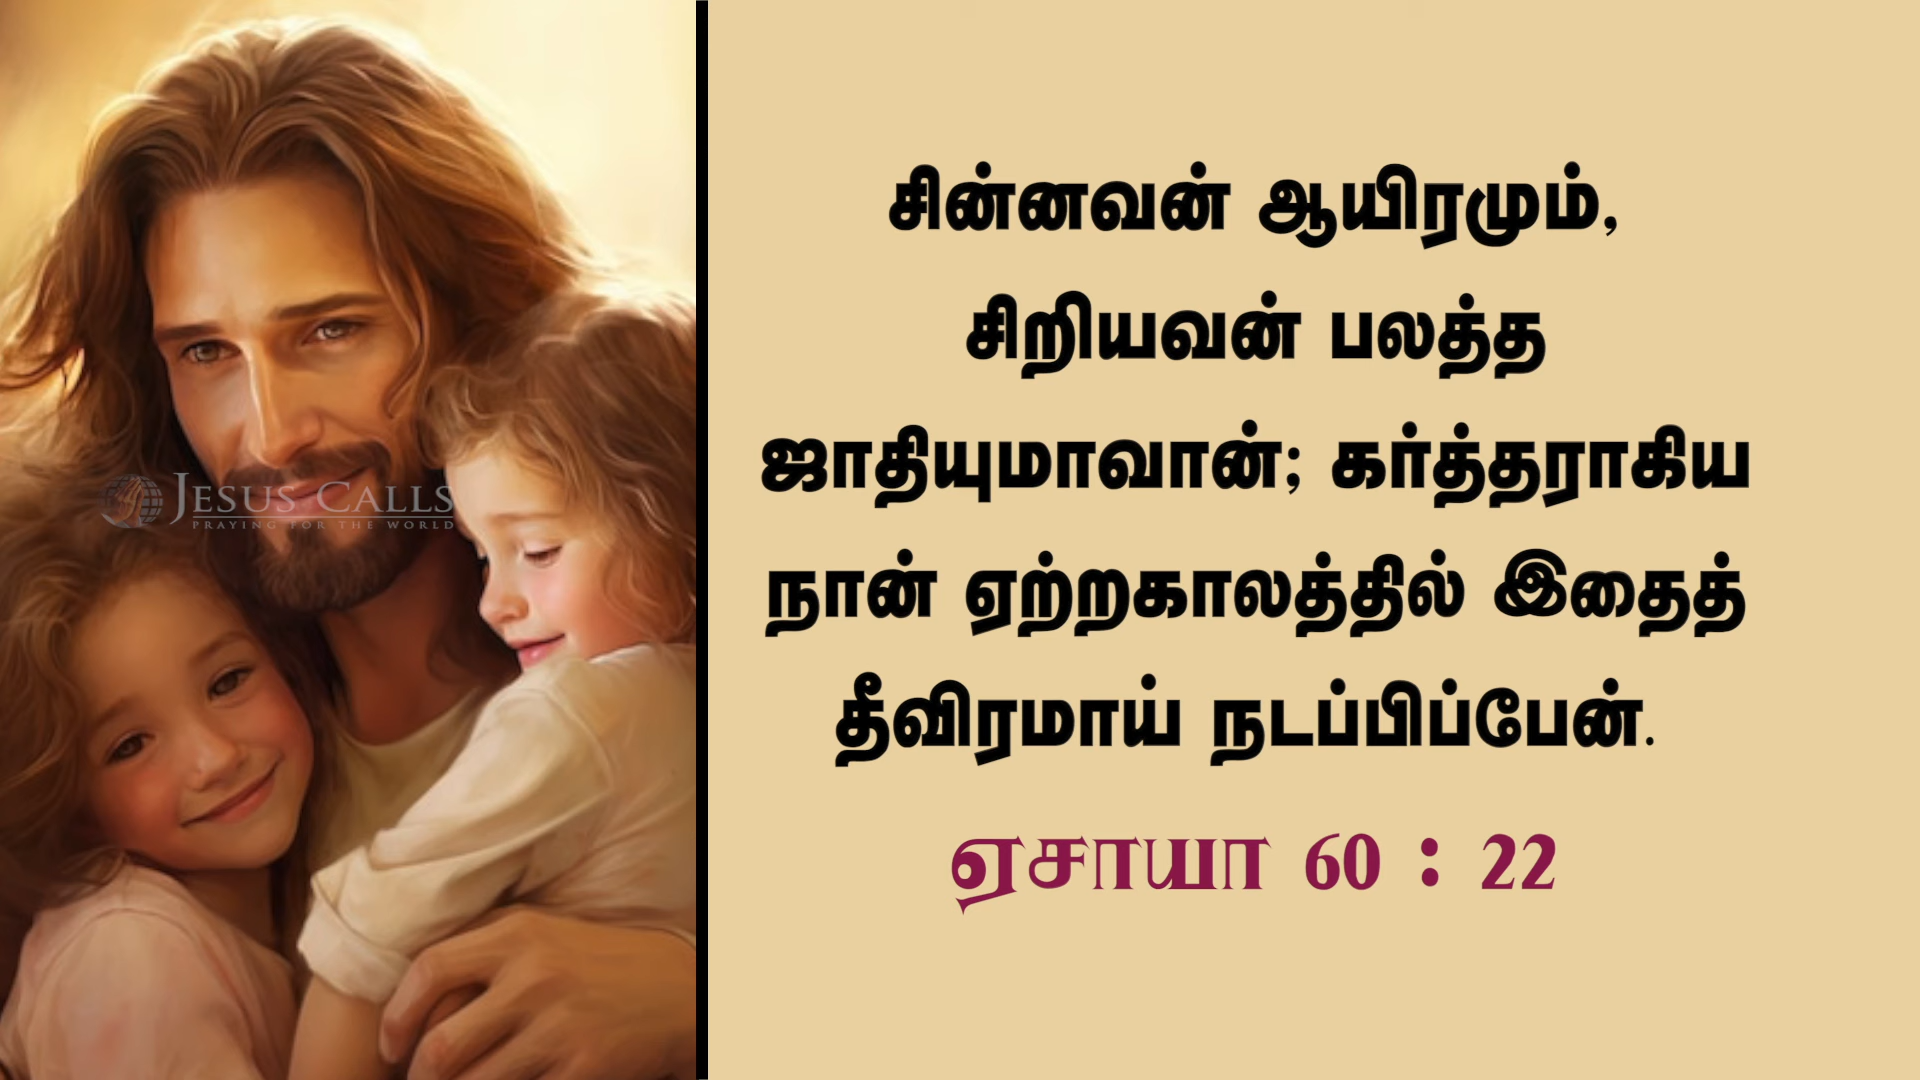 JESUS CALLS
PRAYING FOR THE WORLD
சின்னவன் ஆயிரமும்,
சிறியவன் பலத்த
ஜாதியுமாவான்; கர்த்தராகிய
நான் ஏற்றகாலத்தில் இதைத்
தீவிரமாய் நடப்பிப்பேன்.
ஏசாயா 60 : 22